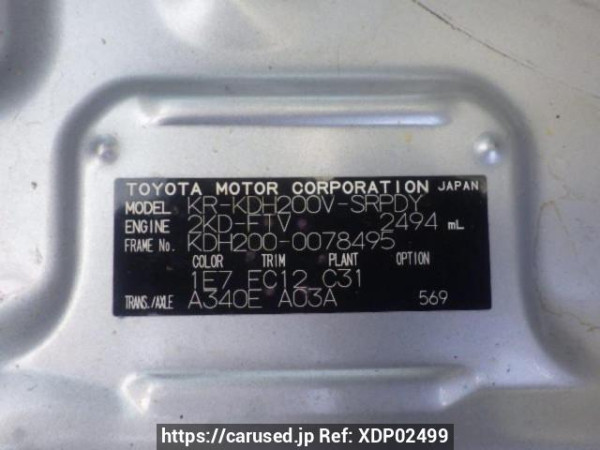 TOYOTA MOTOR CORPORATION JAPAN
MODEL KR-KDH200V-SRPDY
ENGINE 2KD-FTV 2494 mL
FRAME No. KDH200-0078495
COLOR TRIM PLANT OPTION
1E7 FC12 C31
TRANS./AXLE A340E A03A 569
https://carused.jp Ref: XDP02499